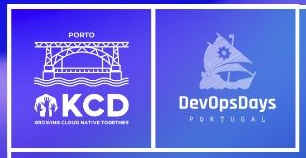 PORTO
KCD
GROWING CLOUD NATIVE TOGETHER
DevOpsDays
PORTUGAL